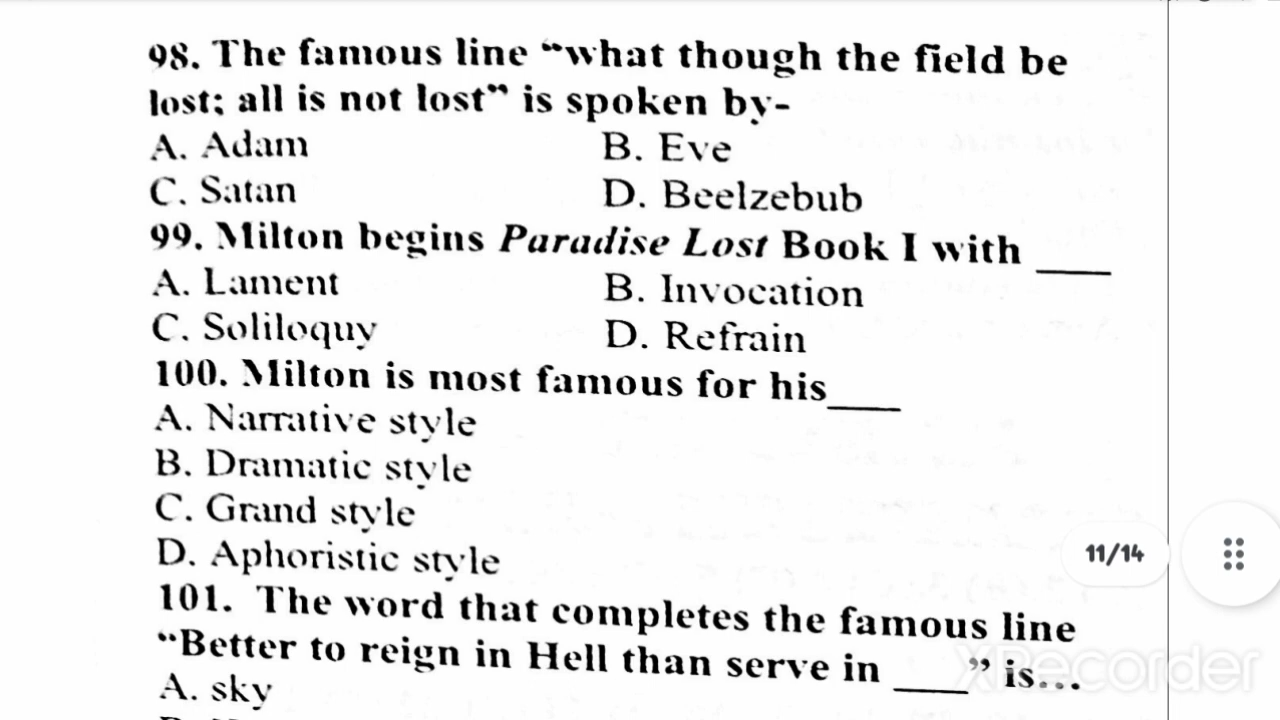 98. The famous line “what though the field be
lost; all is not lost” is spoken by-
A. Adam B. Eve
C. Satan D. Beelzebub
99. Milton begins Paradise Lost Book I with ____
A. Lament B. Invocation
C. Soliloquy D. Refrain
100. Milton is most famous for his____
A. Narrative style
B. Dramatic style
C. Grand style
D. Aphoristic style
11/14
101. The word that completes the famous line
“Better to reign in Hell than serve in ____” is...
XRecorder
A. sky